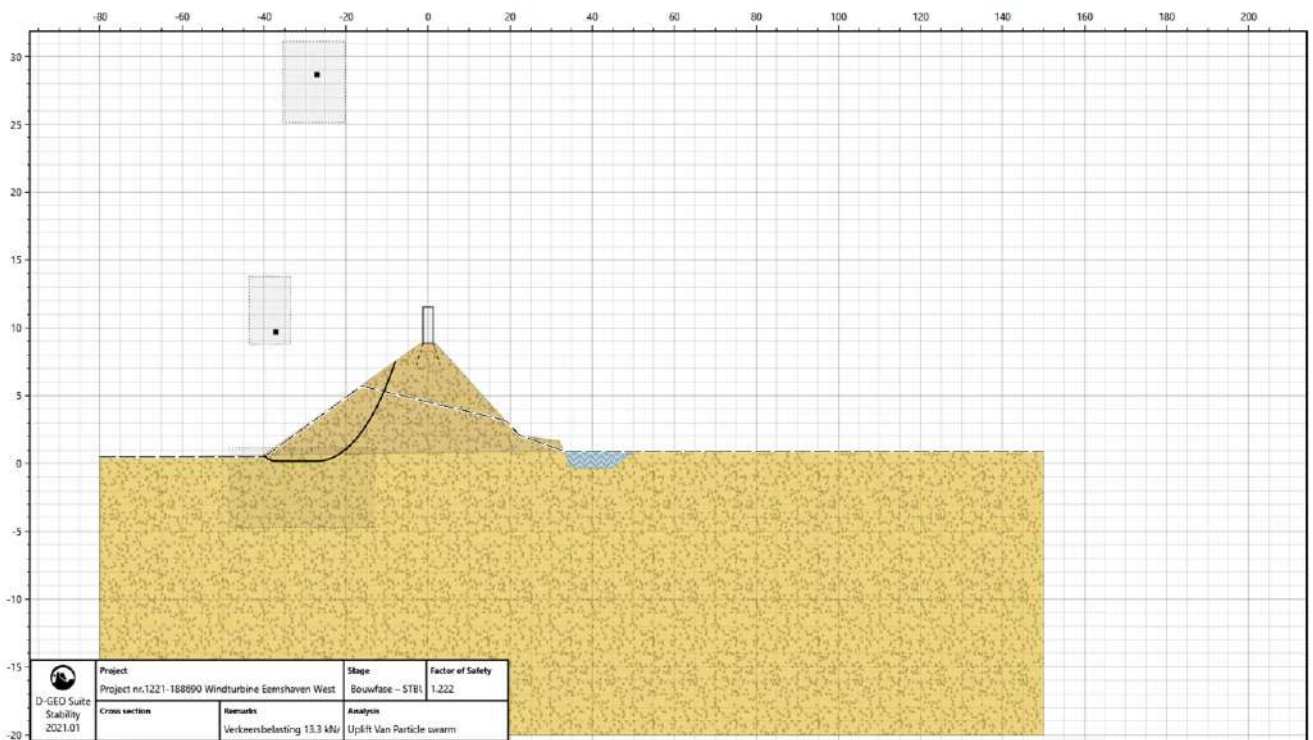 -80 -60 -40 -20 0 20 40 60 80 100 120 140 160 180 200
30
25
20
15
10
5
0
-5
-10
-15
-20
D-GEO Suite
Stability
2021.01
Project
Project nr.1221-188690 Windturbine Eemshaven West
Stage
Bouwfase – STBI
Factor of Safety
1.222
Cross section
Remarks
Verkeersbelasting 13.3 kN/
Analysis
Uplift Van Particle swarm